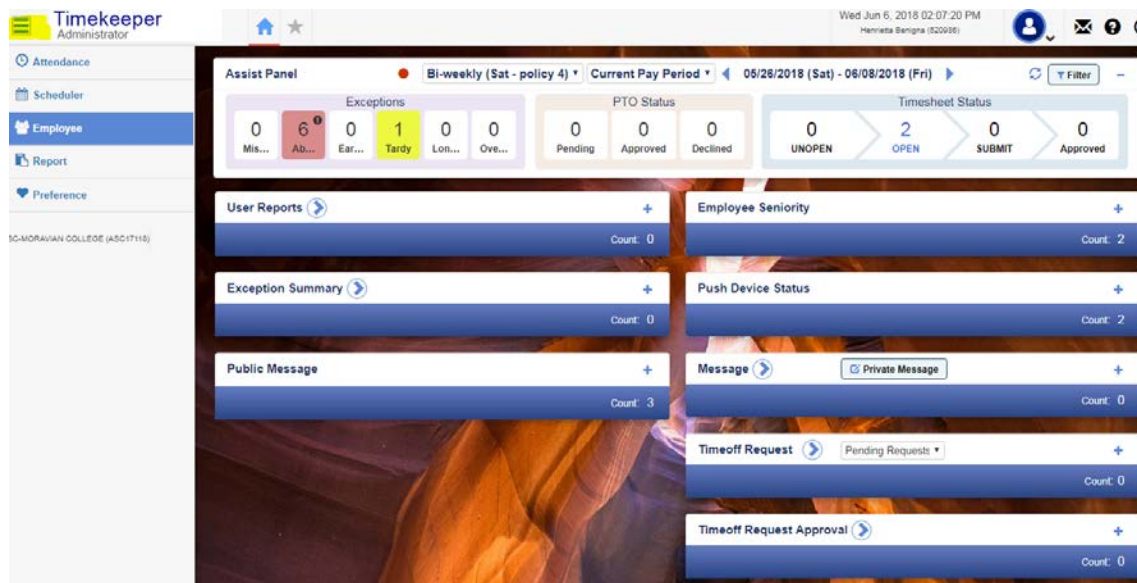 Timekeeper
Administrator
Wed Jun 6, 2018 02:07:20 PM
Henrietta Benigna (520936)
Attendance
Scheduler
Employee
Report
Preference
SC-MORAVIAN COLLEGE (ASC17118)
Assist Panel Bi-weekly (Sat - policy 4) Current Pay Period 05/26/2018 (Sat) - 06/08/2018 (Fri) Filter
Exceptions PTO Status Timesheet Status
0 6 0 1 0 0 0 0 0 0 2 0 0
Mis... Ab... Ear... Tardy Lon... Ove... Pending Approved Declined UNOPEN OPEN SUBMIT Approved
User Reports
Count: 0
Employee Seniority
Count: 2
Exception Summary
Count: 0
Push Device Status
Count: 2
Public Message
Count: 3
Message Private Message
Count: 0
Timeoff Request Pending Requests
Count: 0
Timeoff Request Approval
Count: 0